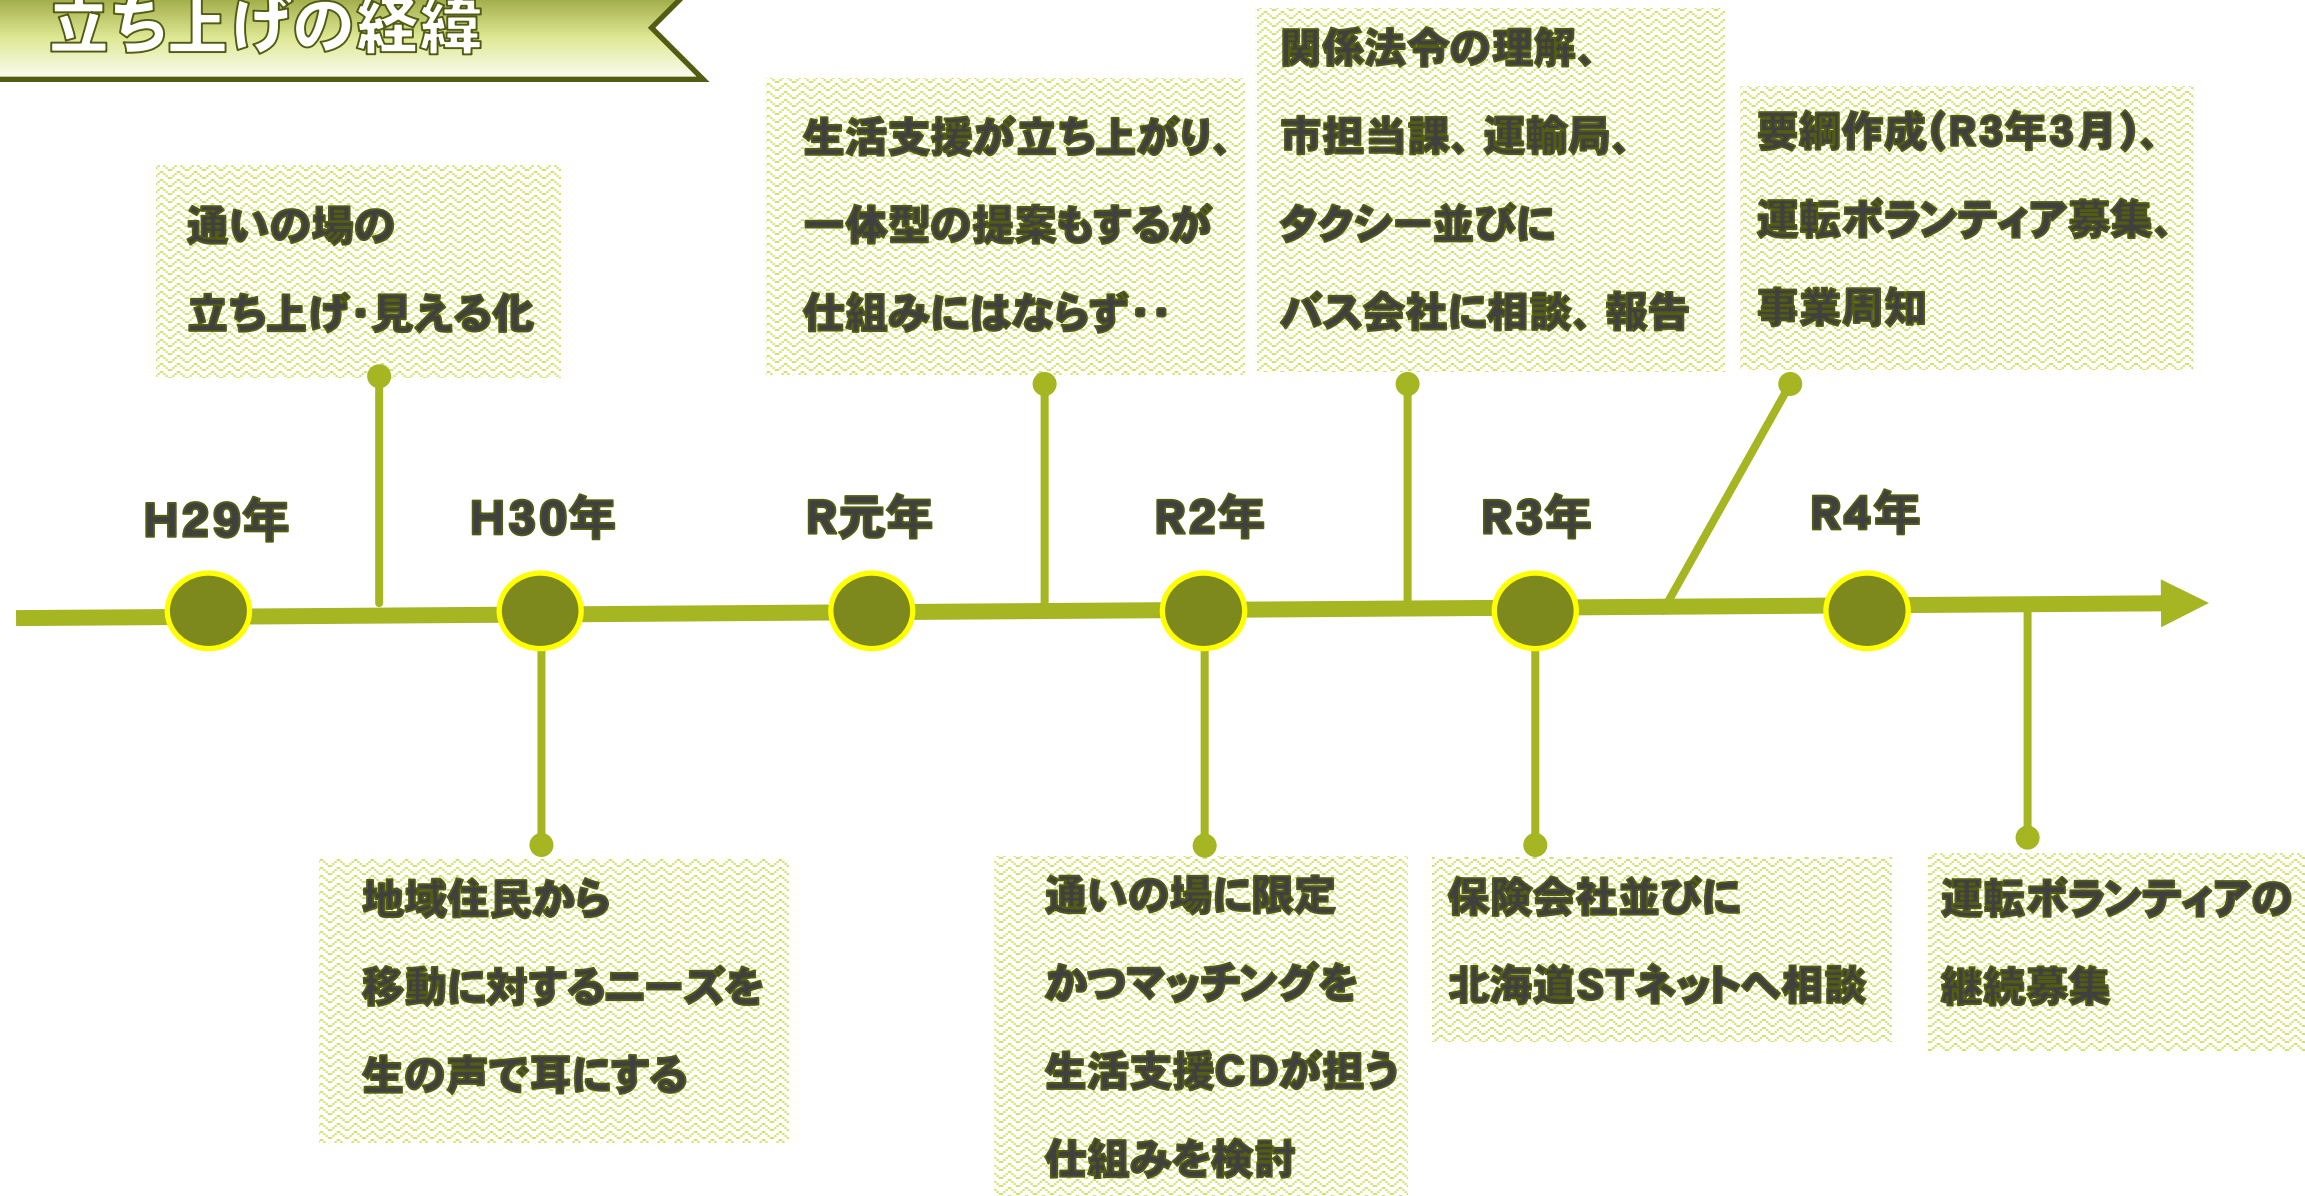 立ち上げの経緯
通いの場の
立ち上げ・見える化
生活支援が立ち上がり、
一体型の提案もするが
仕組みにはならず・・
関係法令の理解、
市担当課、運輸局、
タクシー並びに
バス会社に相談、報告
要綱作成(R3年3月)、
運転ボランティア募集、
事業周知
H29年
H30年
R元年
R2年
R3年
R4年
地域住民から
移動に対するニーズを
生の声で耳にする
通いの場に限定
かつマッチングを
生活支援CDが担う
仕組みを検討
保険会社並びに
北海道STネットへ相談
運転ボランティアの
継続募集